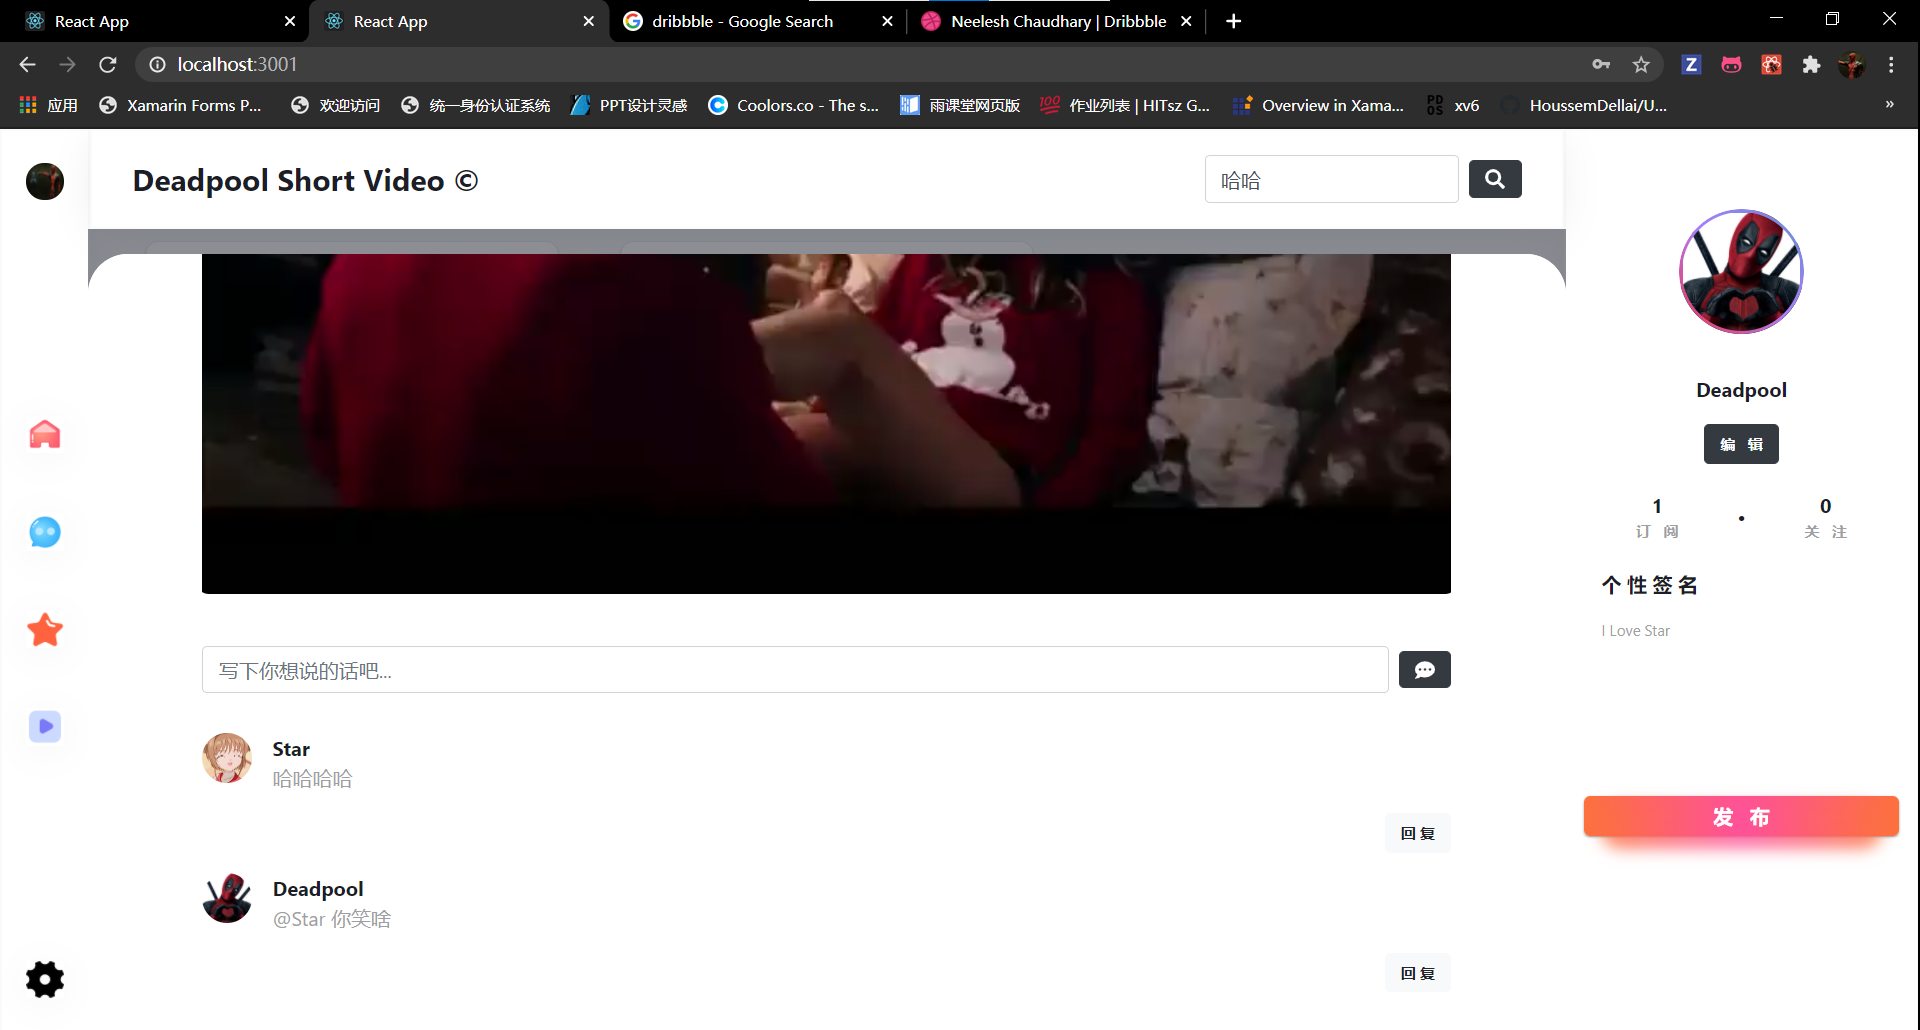 React App
React App
dribbble - Google Search
Neelesh Chaudhary | Dribbble
localhost:3001
应用
Xamarin Forms P...
欢迎访问
统一身份认证系统
PPT设计灵感
Coolors.co - The s...
雨课堂网页版
100
作业列表 | HITsz G...
Overview in Xama...
PD
OS
xv6
HoussemDellai/U...
»
Deadpool Short Video ©
哈哈
Deadpool
编 辑
1
订 阅
0
关 注
个性签名
I Love Star
写下你想说的话吧...
Star
哈哈哈哈
回复
发 布
Deadpool
@Star 你笑啥
回复